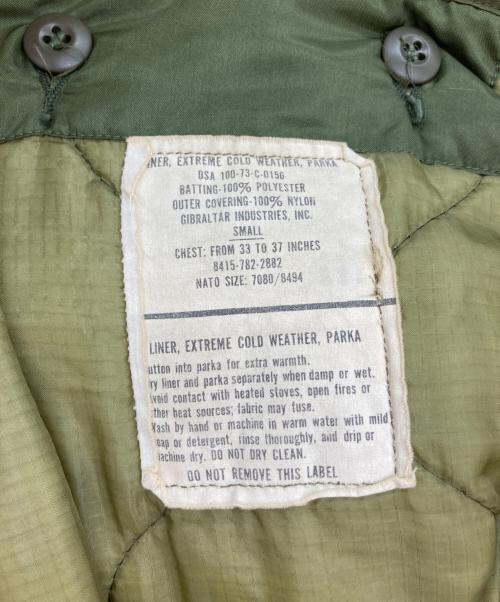 INER, EXTREME COLD WEATHER, PARKA
DSA 100-73-C-0156
BATTING-100% POLYESTER
OUTER COVERING-100% NYLON
GIBRALTAR INDUSTRIES, INC.
SMALL
CHEST: FROM 33 TO 37 INCHES
8415-782-2882
NATO SIZE: 7080/8494
LINER, EXTREME COLD WEATHER, PARKA
utton into parka for extra warmth.
ry liner and parka separately when damp or wet.
void contact with heated stoves, open fires or
ther heat sources; fabric may fuse.
Wash by hand or machine in warm water with mild
oap or detergent, rinse thoroughly, and drip or
achine dry. DO NOT DRY CLEAN.
DO NOT REMOVE THIS LABEL